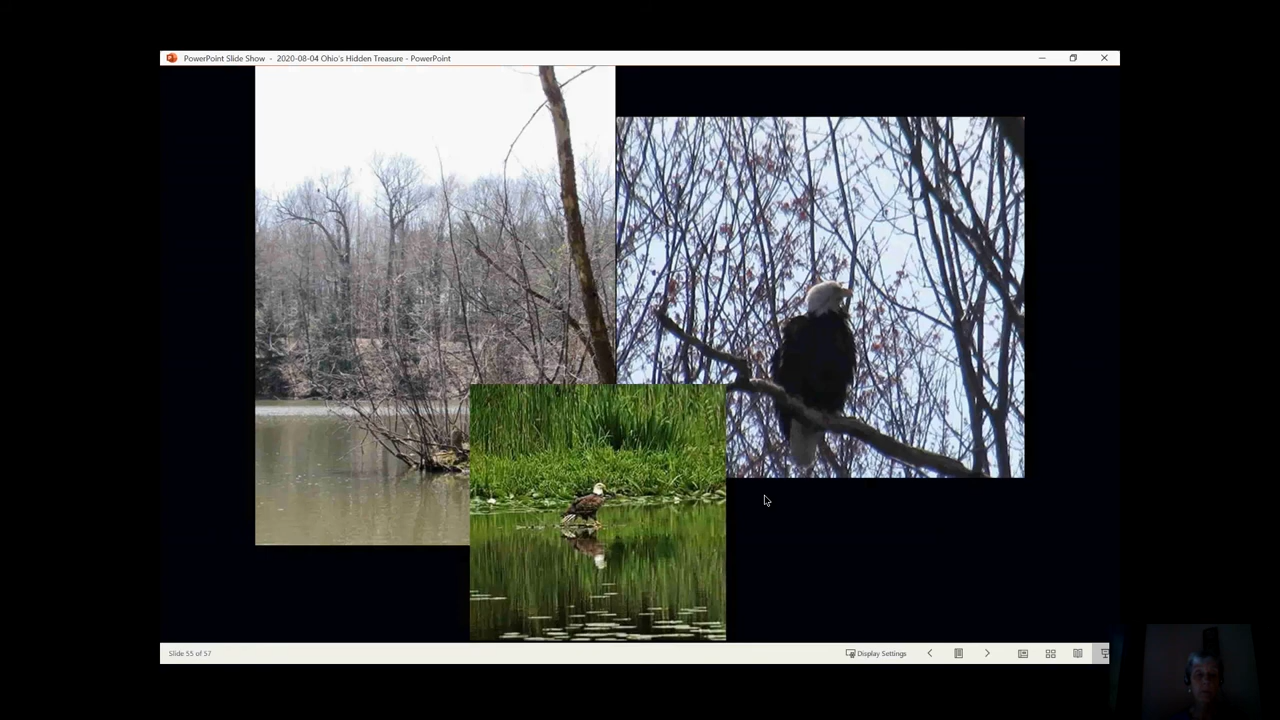 PowerPoint Slide Show - 2020-08-04 Ohio's Hidden Treasure - PowerPoint
Slide 55 of 57
Display Settings